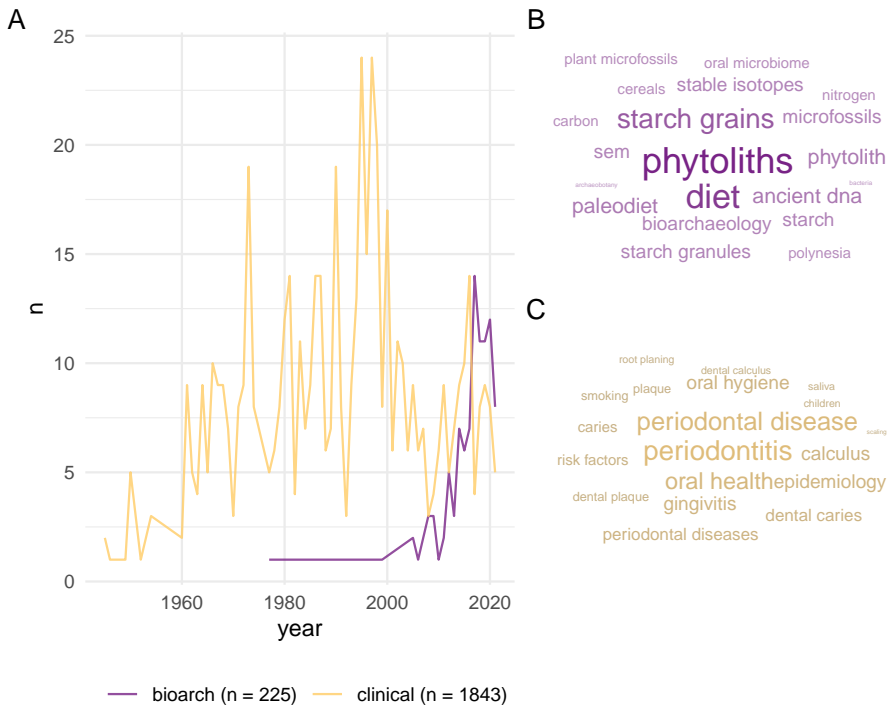 A
25
20
15
10
5
0
n
1960 1980 2000 2020
year
bioarch (n = 225) clinical (n = 1843)
B
plant microfossils oral microbiome
cereals stable isotopes nitrogen
carbon starch grains microfossils
sem phytoliths phytolith
archaeobotany bacteria
paleodiet diet ancient dna
bioarchaeology starch
starch granules polynesia
C
root planing dental calculus
smoking plaque oral hygiene saliva
children
caries periodontal disease scaling
risk factors periodontitis calculus
oral health epidemiology
dental plaque gingivitis
dental caries
periodontal diseases